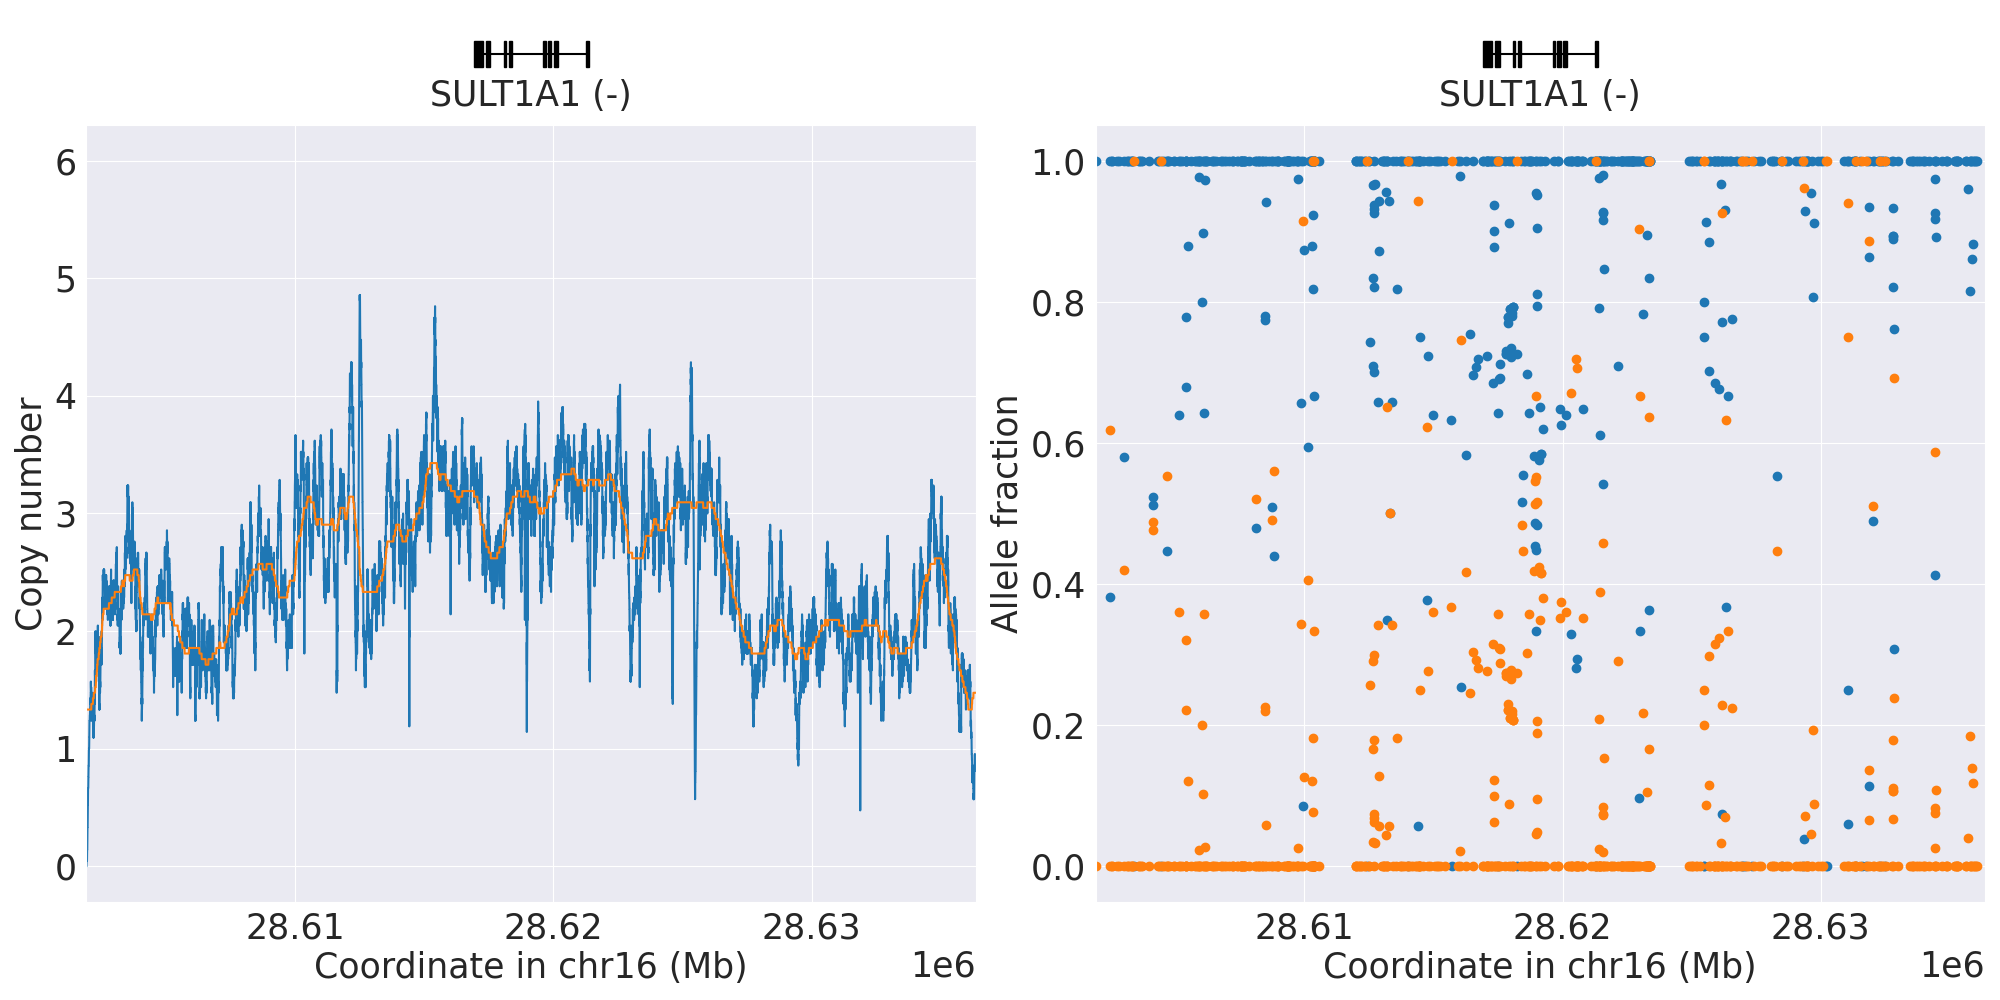 SULT1A1 (-)
SULT1A1 (-)
Copy number
6
5
4
3
2
1
0
28.61
28.62
28.63
Coordinate in chr16 (Mb)
1e6
Allele fraction
1.0
0.8
0.6
0.4
0.2
0.0
28.61
28.62
28.63
Coordinate in chr16 (Mb)
1e6